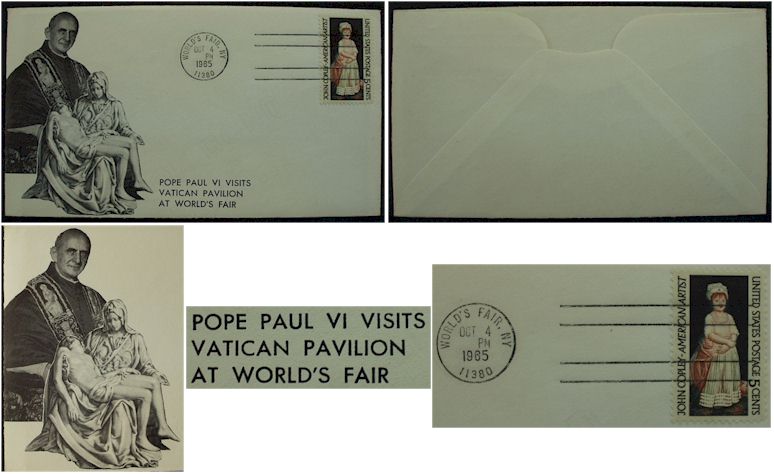 WORLD'S FAIR, NY
OCT 4
PM
1965
11380
JOHN COPLEY·AMERICAN ARTIST
UNITED STATES POSTAGE 5 CENTS
POPE PAUL VI VISITS
VATICAN PAVILION
AT WORLD'S FAIR
POPE PAUL VI VISITS
VATICAN PAVILION
AT WORLD'S FAIR
WORLD'S FAIR, NY
OCT 4
PM
1965
11380
JOHN COPLEY·AMERICAN ARTIST
UNITED STATES POSTAGE 5 CENTS